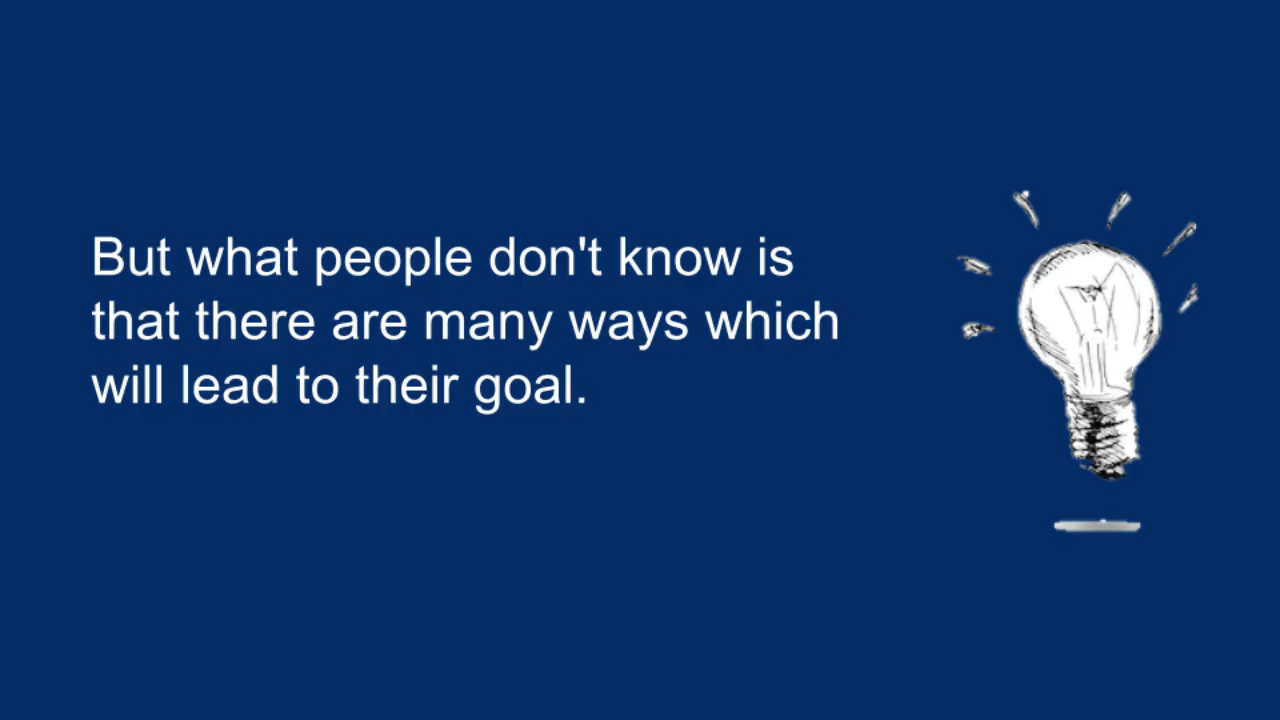 But what people don't know is
that there are many ways which
will lead to their goal.